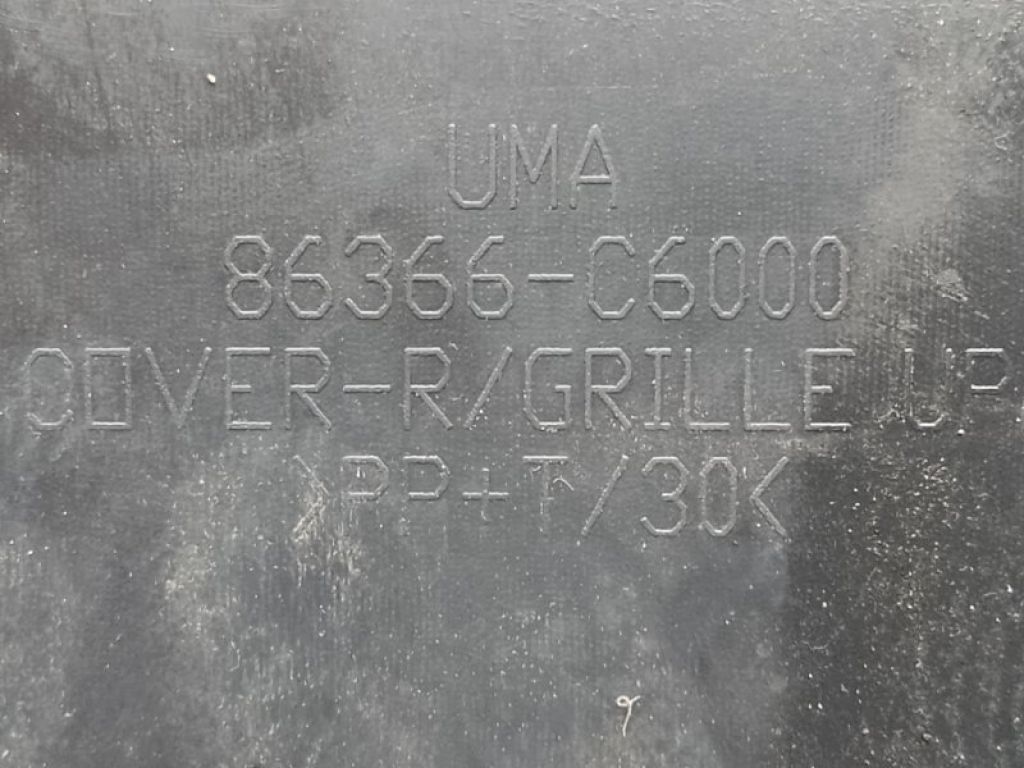 UMA
86366-C6000
COVER-R/GRILLE UP
>PP+T/30<